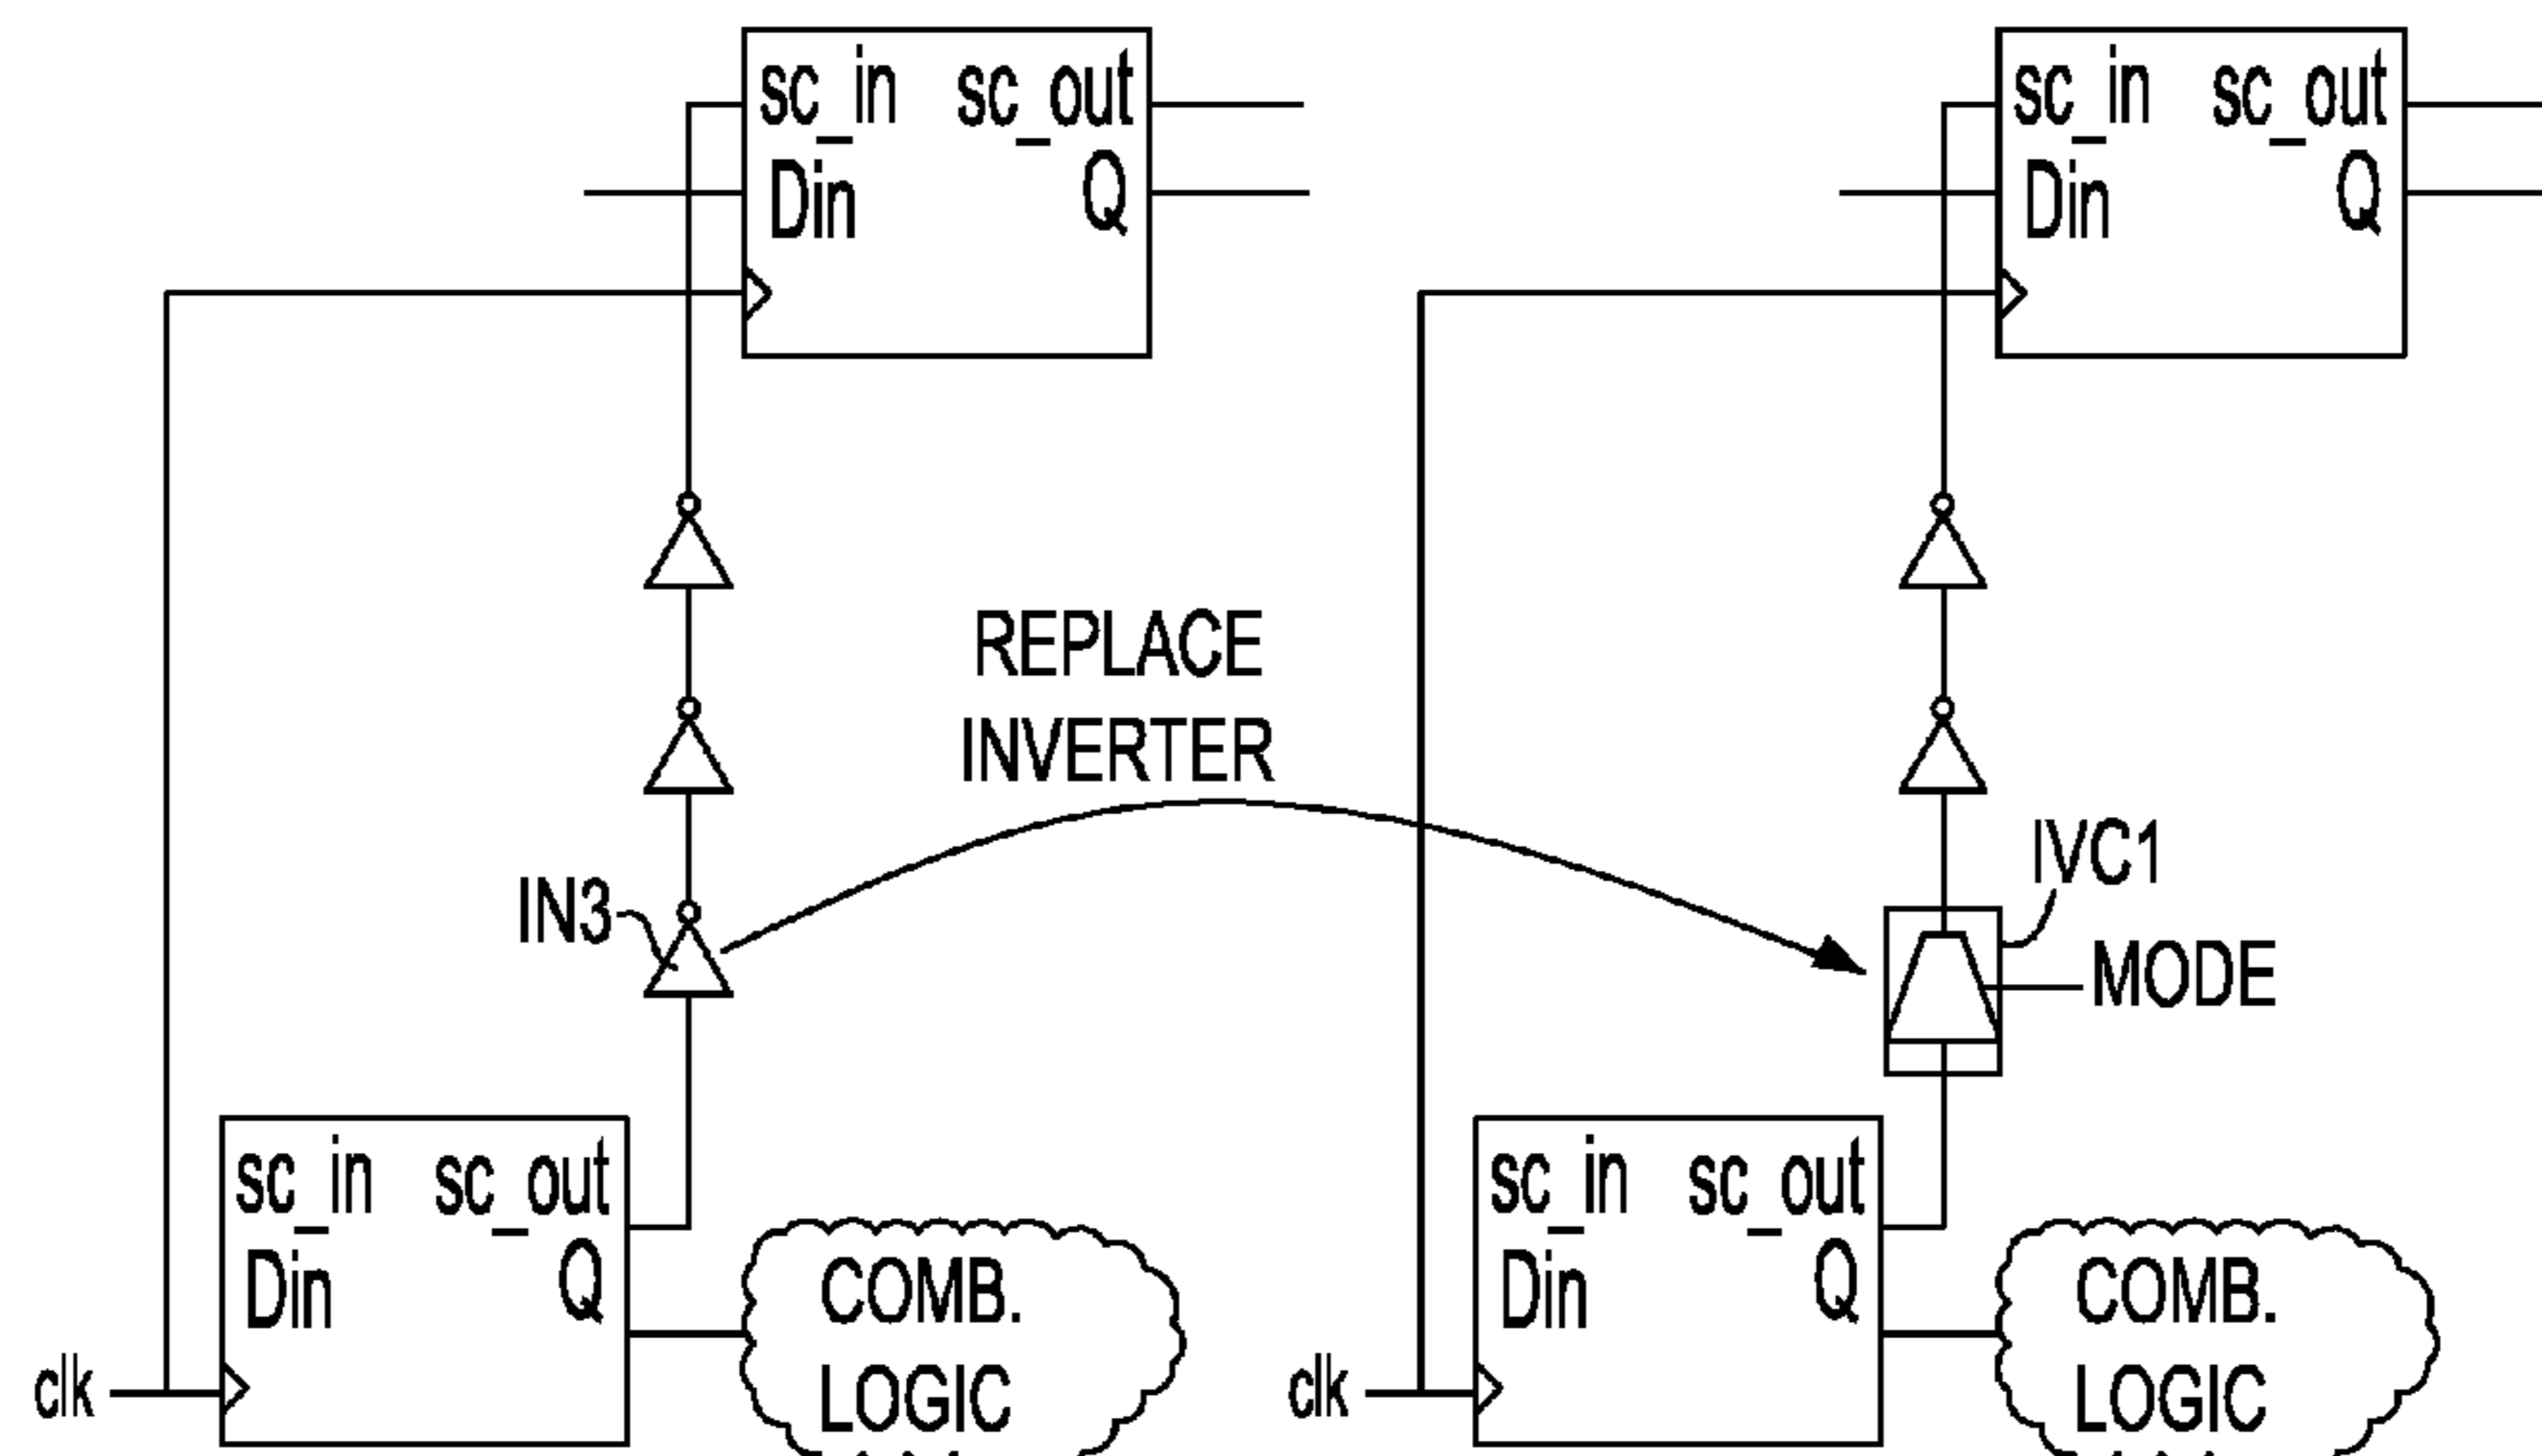 sc_in sc_out
Din Q
sc_in sc_out
Din Q
REPLACE
INVERTER
IN3
IVC1
MODE
sc_in sc_out
Din Q
clk
COMB.
LOGIC
sc_in sc_out
Din Q
clk
COMB.
LOGIC